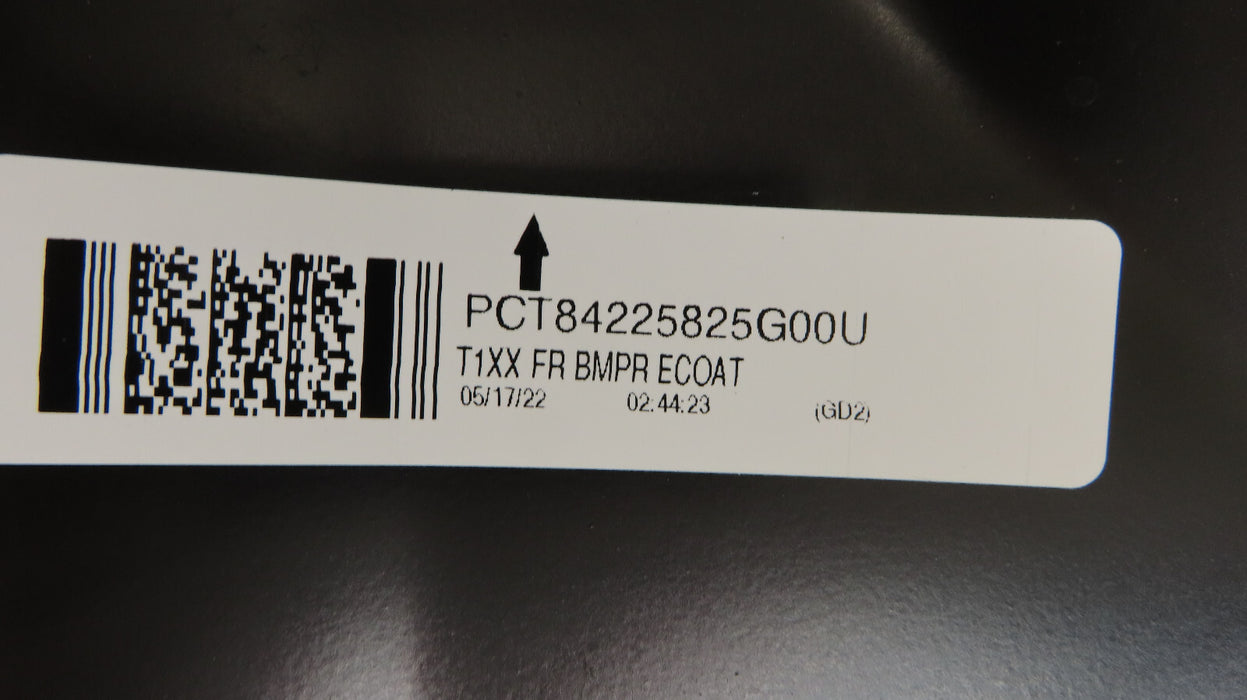 PCT84225825G00U
T1XX FR BMPR ECOAT
05/17/22 02:44:23 (GD2)